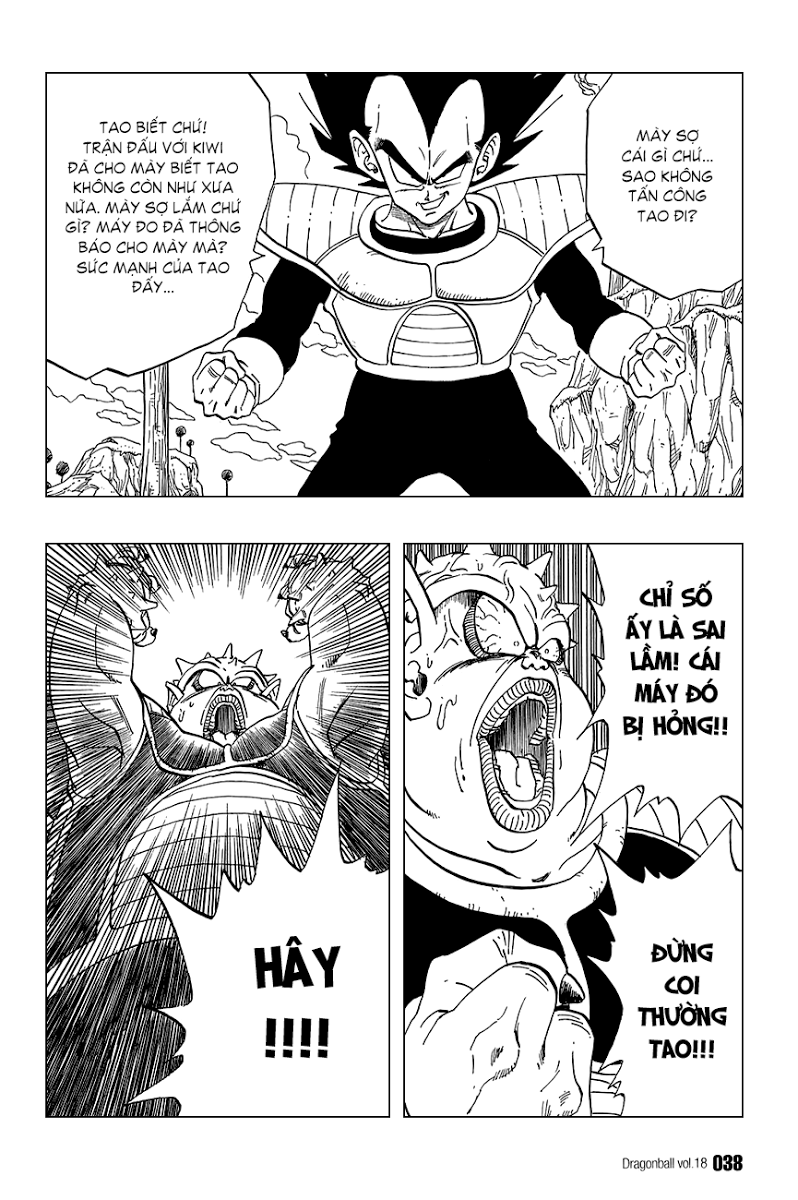 MÀY SỢ
CÁI GÌ CHỨ...
SAO KHÔNG
TẤN CÔNG
TAO ĐI?
TAO BIẾT CHỨ!
TRẬN ĐẤU VỚI KIWI
ĐÃ CHO MÀY BIẾT TAO
KHÔNG CÒN NHƯ XƯA
NỮA. MÀY SỢ LẮM CHỨ
GÌ? MÁY ĐO ĐÃ THÔNG
BÁO CHO MÀY MÀ?
SỨC MẠNH CỦA TAO
ĐẤY...
CHỈ SỐ
ẤY LÀ SAI
LẦM! CÁI
MÁY ĐÓ
BỊ HỎNG!!
ĐỪNG
COI
THƯỜNG
TAO!!!
HÂY
!!!!
Dragonball vol.18 038